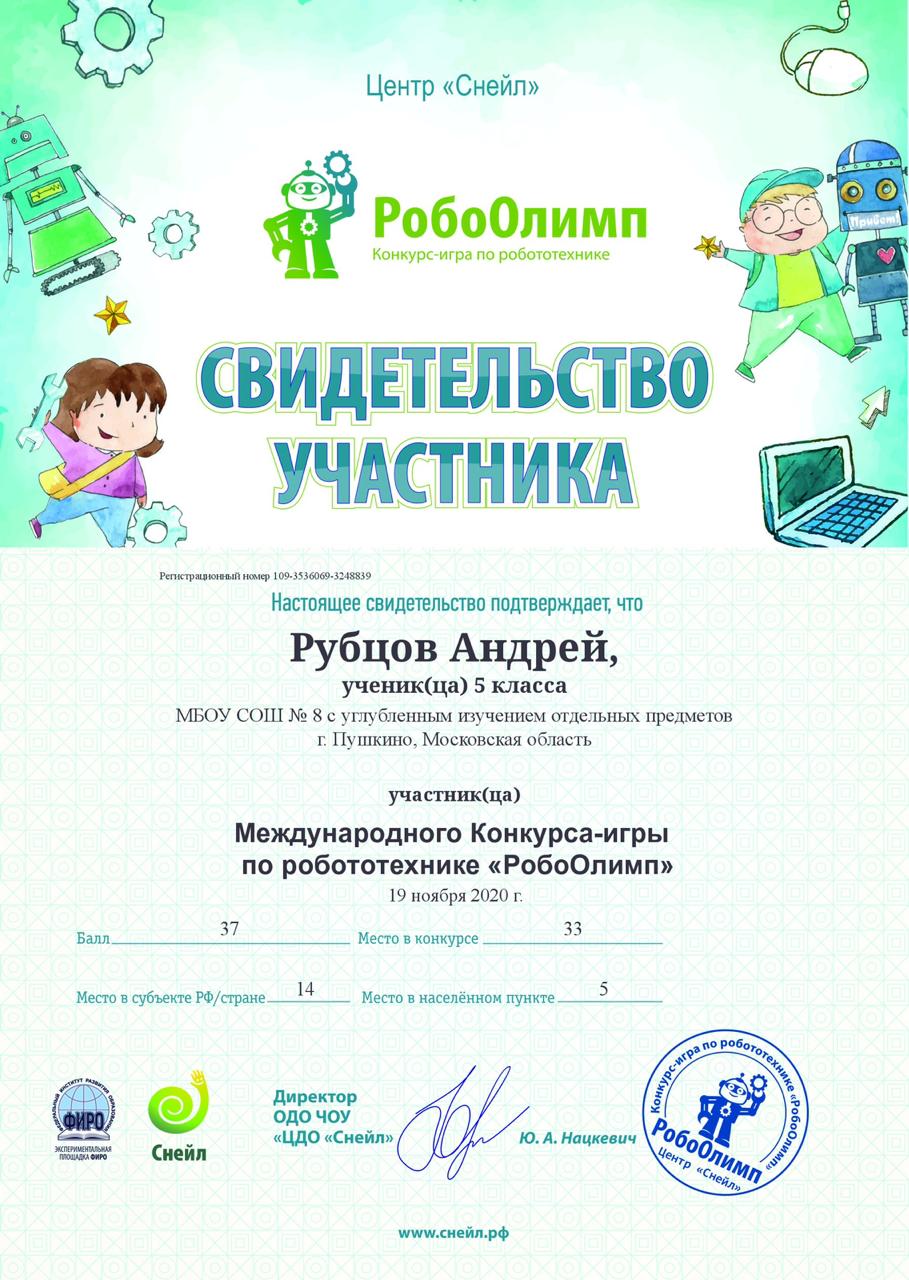 Центр «Снейл»
РобоОлимп
Конкурс-игра по робототехнике
Привет!
СВИДЕТЕЛЬСТВО
УЧАСТНИКА
Регистрационный номер 109-3536069-3248839
Настоящее свидетельство подтверждает, что
Рубцов Андрей,
ученик(ца) 5 класса
МБОУ СОШ № 8 с углубленным изучением отдельных предметов
г. Пушкино, Московская область
участник(ца)
Международного Конкурса-игры
по робототехнике «РобоОлимп»
19 ноября 2020 г.
Балл 37 Место в конкурсе 33
Место в субъекте РФ/стране 14 Место в населённом пункте 5
ФЕДЕРАЛЬНЫЙ ИНСТИТУТ РАЗВИТИЯ ОБРАЗОВАНИЯ
ФИРО
ЭКСПЕРИМЕНТАЛЬНАЯ
ПЛОЩАДКА ФИРО
Снейл
Директор
ОДО ЧОУ
«ЦДО «Снейл»
Ю. А. Нацкевич
Конкурс-игра по робототехнике «РобоОлимп»
РобоОлимп
Центр «Снейл»
www.снейл.рф